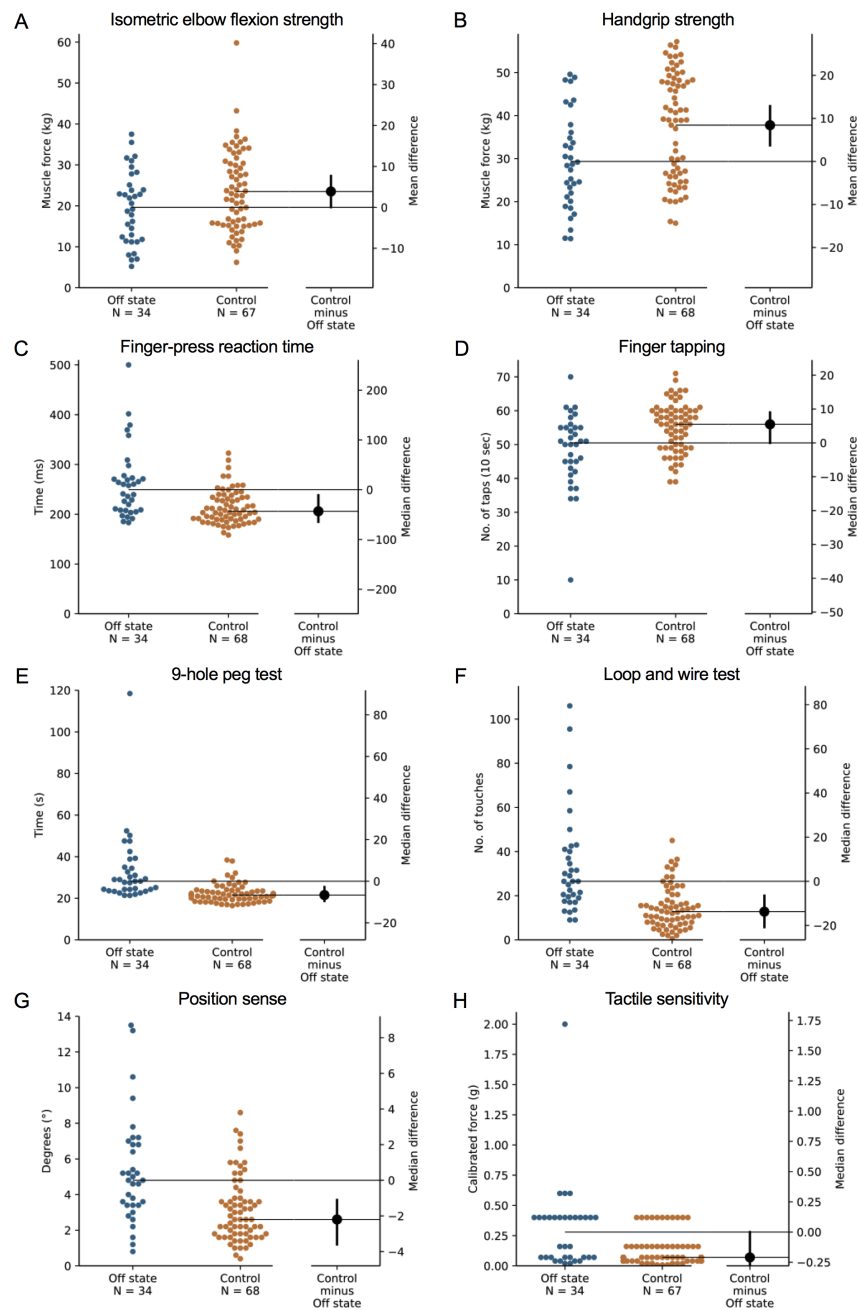 A Isometric elbow flexion strength
60
50
40
30
20
10
0
Muscle force (kg)
40
30
20
10
0
−10
Mean difference
Off state
N = 34
Control
N = 67
Control
minus
Off state
B Handgrip strength
50
40
30
20
10
0
Muscle force (kg)
20
10
0
−10
−20
Mean difference
Off state
N = 34
Control
N = 68
Control
minus
Off state
C Finger-press reaction time
500
400
300
200
100
0
Time (ms)
200
100
0
−100
−200
Median difference
Off state
N = 34
Control
N = 68
Control
minus
Off state
D Finger tapping
70
60
50
40
30
20
10
0
No. of taps (10 sec)
20
10
0
−10
−20
−30
−40
−50
Median difference
Off state
N = 34
Control
N = 68
Control
minus
Off state
E 9-hole peg test
120
100
80
60
40
20
0
Time (s)
80
60
40
20
0
−20
Median difference
Off state
N = 34
Control
N = 68
Control
minus
Off state
F Loop and wire test
100
80
60
40
20
0
No. of touches
80
60
40
20
0
−20
Median difference
Off state
N = 34
Control
N = 68
Control
minus
Off state
G Position sense
14
12
10
8
6
4
2
0
Degrees (°)
8
6
4
2
0
−2
−4
Median difference
Off state
N = 34
Control
N = 68
Control
minus
Off state
H Tactile sensitivity
2.00
1.75
1.50
1.25
1.00
0.75
0.50
0.25
0.00
Calibrated force (g)
1.75
1.50
1.25
1.00
0.75
0.50
0.25
0.00
−0.25
Median difference
Off state
N = 34
Control
N = 67
Control
minus
Off state